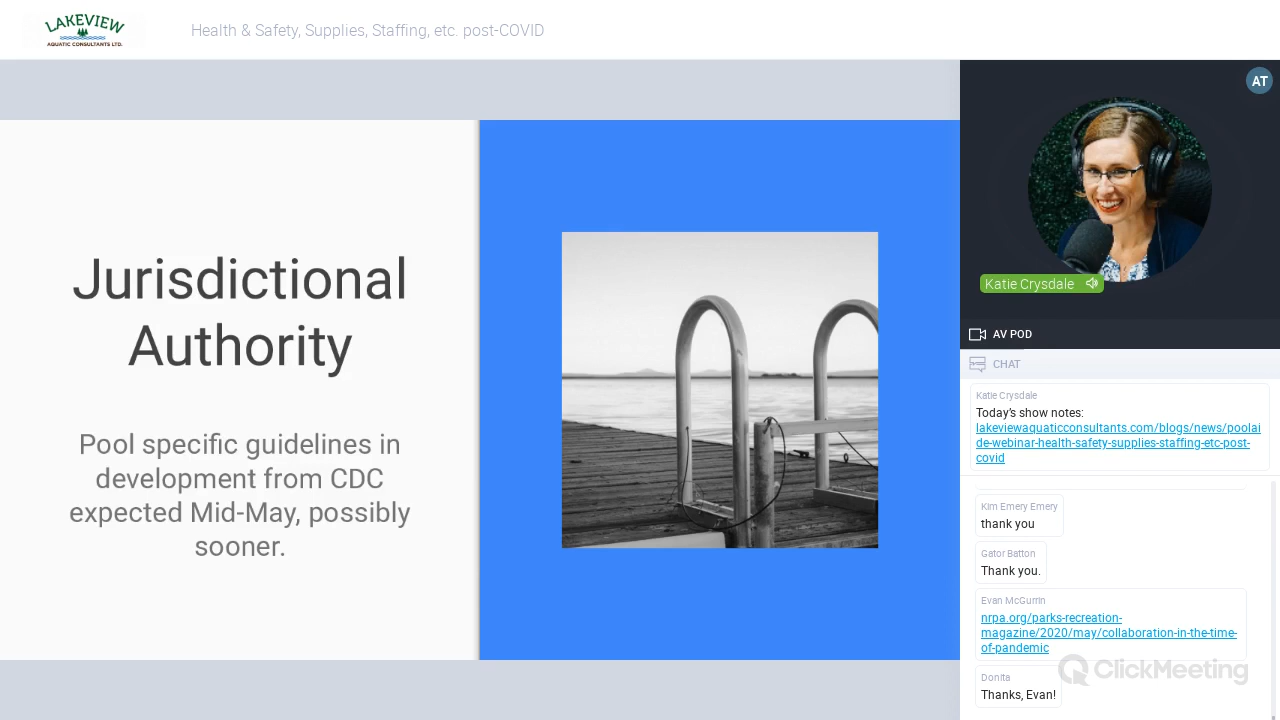 LAKEVIEW
AQUATIC CONSULTANTS LTD.
Health & Safety, Supplies, Staffing, etc. post-COVID
Jurisdictional
Authority
Pool specific guidelines in
development from CDC
expected Mid-May, possibly
sooner.
AT
Katie Crysdale
AV POD
CHAT
Katie Crysdale
Today's show notes:
lakeviewaquaticconsultants.com/blogs/news/poolai
de-webinar-health-safety-supplies-staffing-etc-post-
covid
Kim Emery Emery
thank you
Gator Batton
Thank you.
Evan McGurrin
nrpa.org/parks-recreation-
magazine/2020/may/collaboration-in-the-time-
of-pandemic
Donita
Thanks, Evan!
ClickMeeting